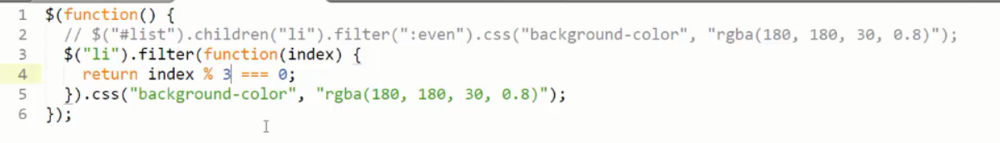 1 $(function() {
2 // $("#list").children("li").filter(":even").css("background-color", "rgba(180, 180, 30, 0.8)");
3 $("li").filter(function(index) {
4 return index % 3 === 0;
5 }).css("background-color", "rgba(180, 180, 30, 0.8)");
6 });